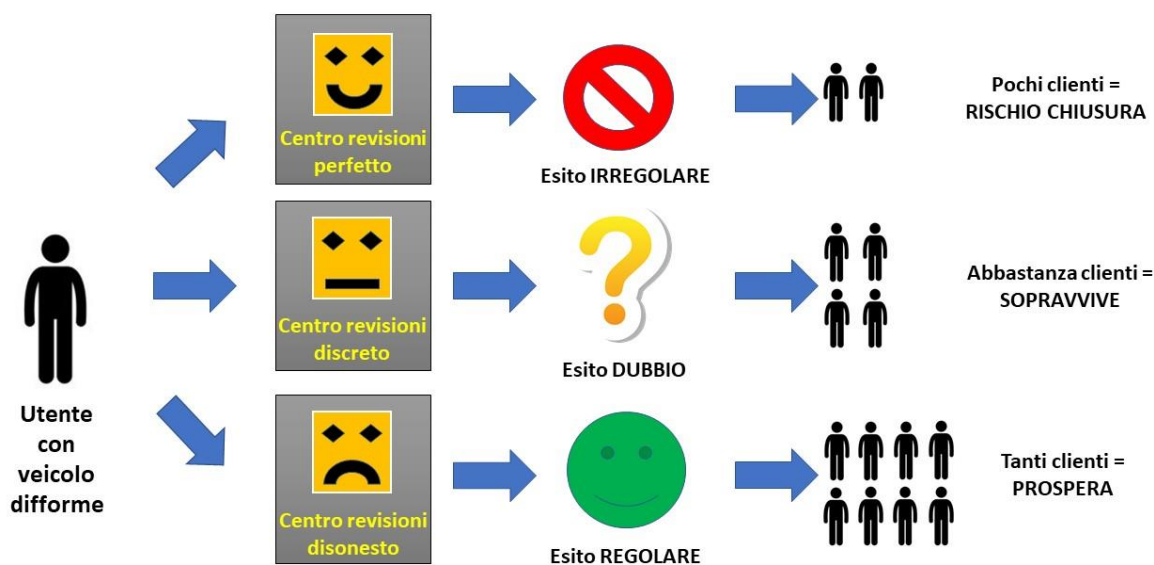 Centro revisioni
perfetto
Esito IRREGOLARE
Pochi clienti =
RISCHIO CHIUSURA
Utente
con
veicolo
difforme
Centro revisioni
discreto
Esito DUBBIO
Abbastanza clienti =
SOPRAVVIVE
Centro revisioni
disonesto
Esito REGOLARE
Tanti clienti =
PROSPERA